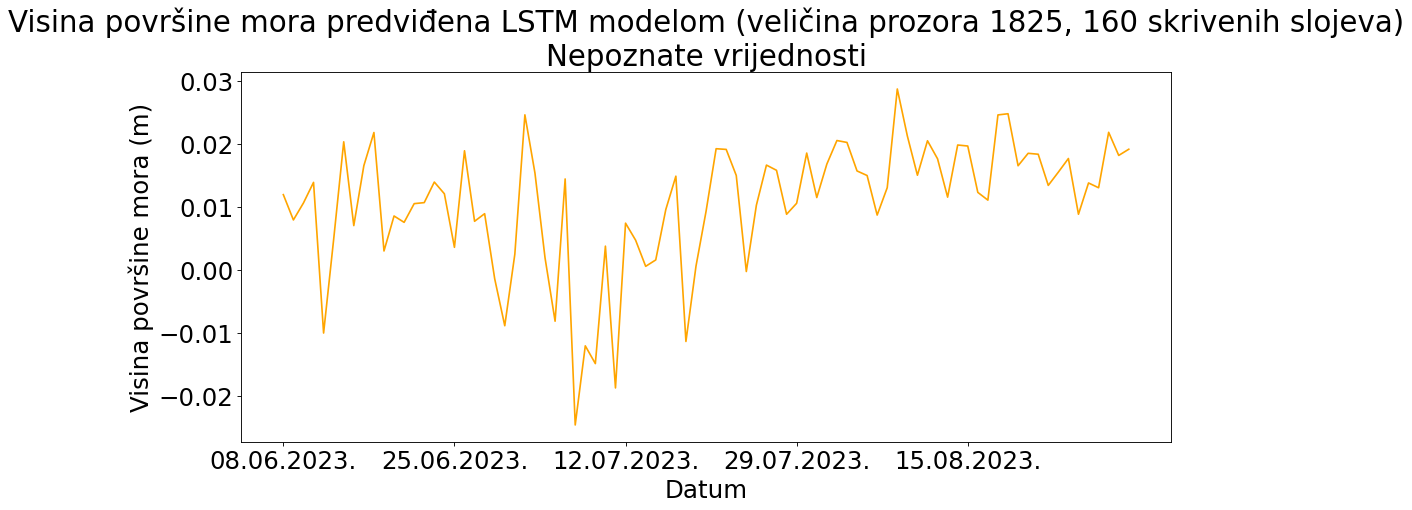 Visina površine mora predviđena LSTM modelom (veličina prozora 1825, 160 skrivenih slojeva)
Nepoznate vrijednosti
Visina površine mora (m)
0.03
0.02
0.01
0.00
−0.01
−0.02
08.06.2023. 25.06.2023. 12.07.2023. 29.07.2023. 15.08.2023.
Datum